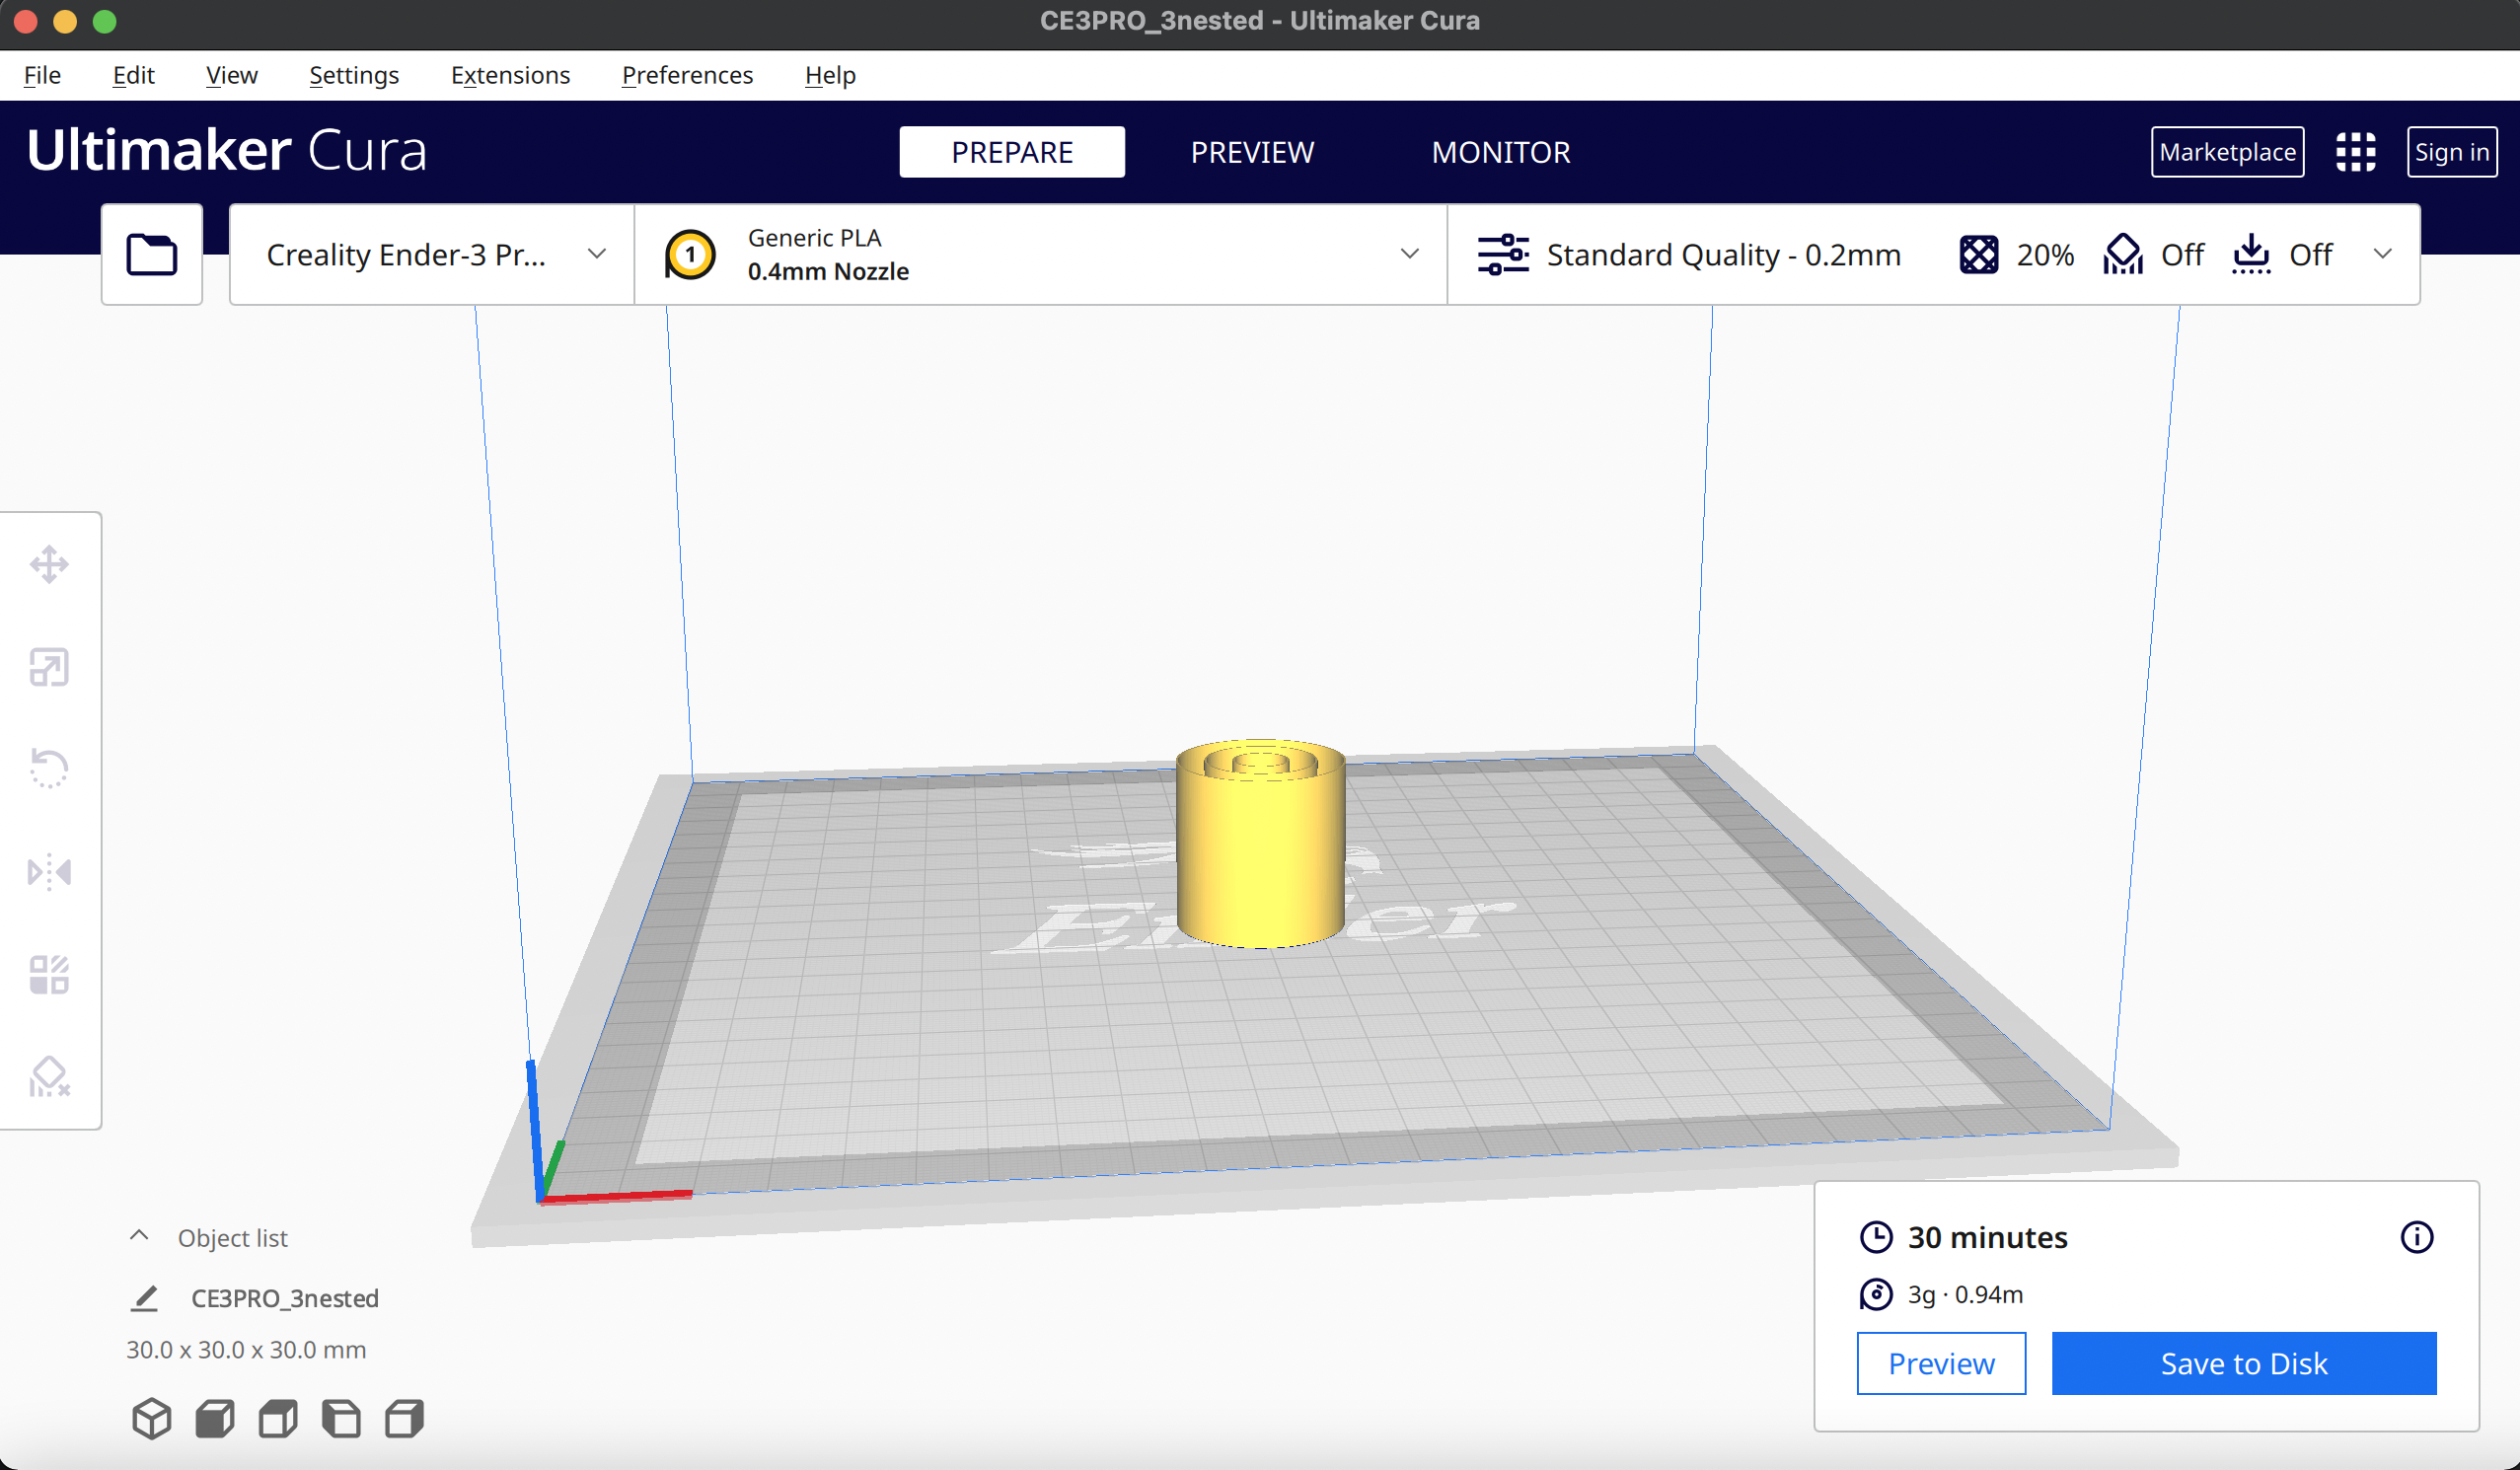 CE3PRO_3nested - Ultimaker Cura
File Edit View Settings Extensions Preferences Help
Ultimaker Cura
PREPARE PREVIEW MONITOR
Marketplace
Sign in
Creality Ender-3 Pr...
1
Generic PLA
0.4mm Nozzle
Standard Quality - 0.2mm
20%
Off
Off
Object list
CE3PRO_3nested
30.0 x 30.0 x 30.0 mm
30 minutes
3g · 0.94m
Preview
Save to Disk